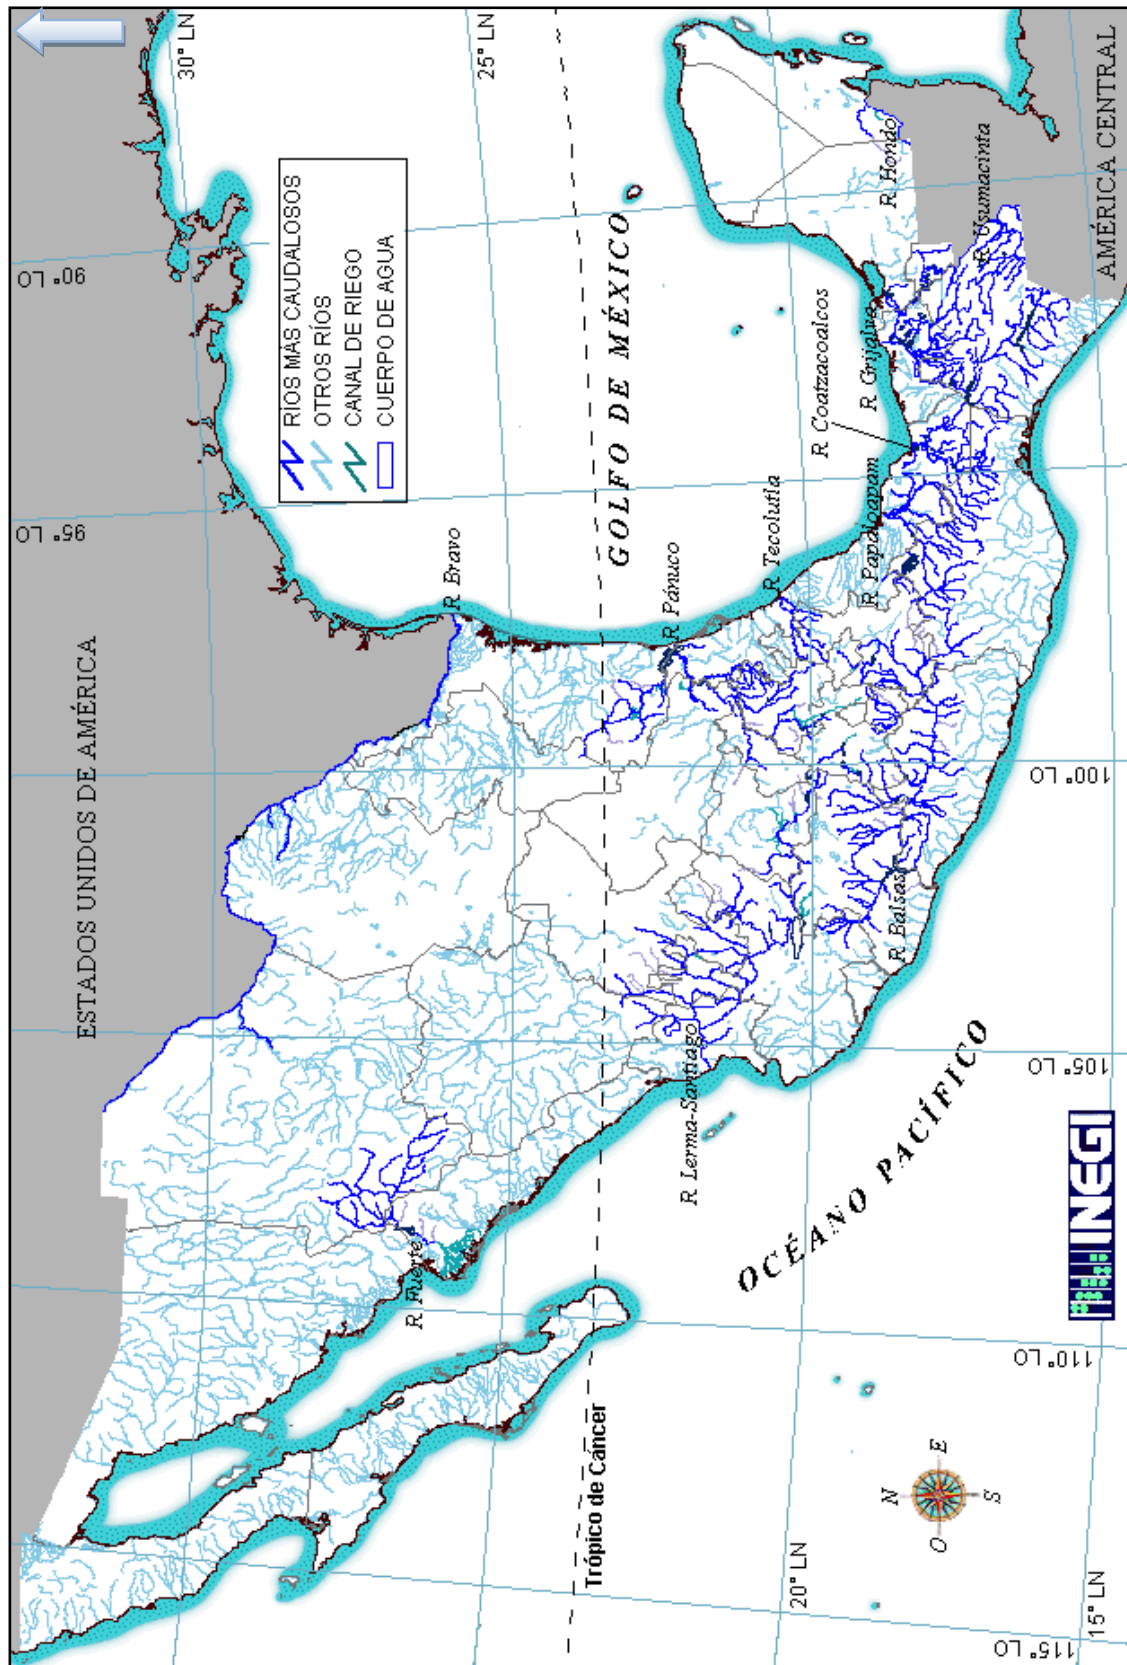 ESTADOS UNIDOS DE AMÉRICA
95° LO
90° LO
30° LN
25° LN
RÍOS MÁS CAUDALOSOS
OTROS RÍOS
CANAL DE RIEGO
CUERPO DE AGUA
R. Bravo
GOLFO DE MÉXICO
R. Fuerte
R. Pánuco
Trópico de Cáncer
R. Lerma-Santiago
R. Tecolutla
R. Coatzacoalcos
R. Papaloapam
R. Grijalva
R. Hondo
R. Balsas
R. Usumacinta
OCÉANO PACÍFICO
AMÉRICA CENTRAL
20° LN
15° LN
N
O
E
S
INEGI
115° LO
110° LO
105° LO
100° LO